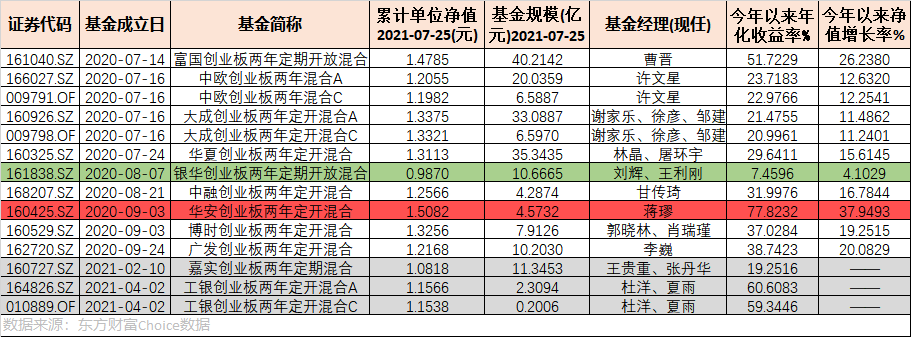 证券代码 基金成立日 基金简称 累计单位净值 2021-07-25(元) 基金规模(亿元)2021-07-25 基金经理(现任) 今年以来年化收益率% 今年以来净值增长率%
161040.SZ 2020-07-14 富国创业板两年定期开放混合 1.4785 40.2142 曹晋 51.7229 26.2380
166027.SZ 2020-07-16 中欧创业板两年混合A 1.2055 20.0359 许文星 23.7183 12.6320
009791.OF 2020-07-16 中欧创业板两年混合C 1.1982 6.5887 许文星 22.9766 12.2541
160926.SZ 2020-07-16 大成创业板两年定开混合A 1.3375 33.0887 谢家乐、徐彦、邹建 21.4755 11.4862
009798.OF 2020-07-16 大成创业板两年定开混合C 1.3321 6.5970 谢家乐、徐彦、邹建 20.9961 11.2401
160325.SZ 2020-07-24 华夏创业板两年定开混合 1.3113 35.3435 林晶、屠环宇 29.6411 15.6145
161838.SZ 2020-08-07 银华创业板两年定期开放混合 0.9870 10.6665 刘辉、王利刚 7.4596 4.1029
168207.SZ 2020-08-21 中融创业板两年定开混合 1.2566 4.2874 甘传琦 31.9976 16.7844
160425.SZ 2020-09-03 华安创业板两年定开混合 1.5082 4.5732 蒋璆 77.8232 37.9493
160529.SZ 2020-09-03 博时创业板两年定开混合 1.3256 7.9126 郭晓林、肖瑞瑾 37.0284 19.2515
162720.SZ 2020-09-24 广发创业板两年定开混合 1.2168 10.2030 李巍 38.7423 20.0829
160727.SZ 2021-02-10 嘉实创业板两年定期混合 1.0818 11.3453 王贵重、张丹华 19.2516 ——
164826.SZ 2021-04-02 工银创业板两年定开混合A 1.1566 2.3094 杜洋、夏雨 60.6083 ——
010889.OF 2021-04-02 工银创业板两年定开混合C 1.1538 0.2006 杜洋、夏雨 59.3446 ——
数据来源：东方财富Choice数据